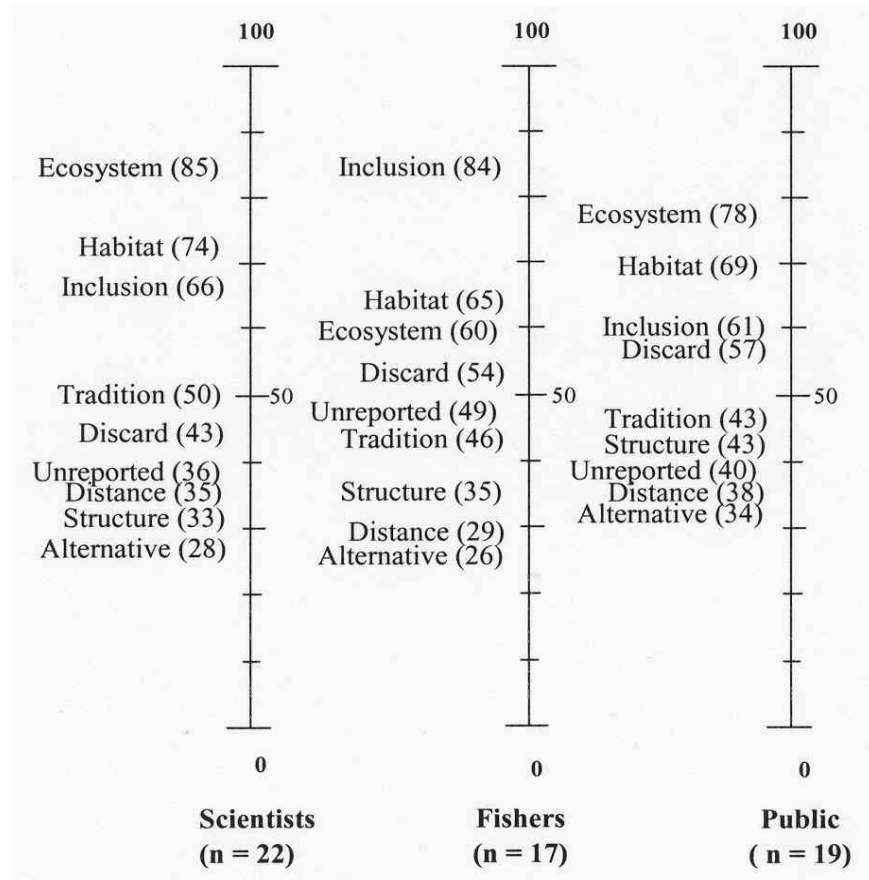 100
Ecosystem (85)
Habitat (74)
Inclusion (66)
Tradition (50)
50
Discard (43)
Unreported (36)
Distance (35)
Structure (33)
Alternative (28)
0
Scientists
(n = 22)
100
Inclusion (84)
Habitat (65)
Ecosystem (60)
Discard (54)
50
Unreported (49)
Tradition (46)
Structure (35)
Distance (29)
Alternative (26)
0
Fishers
(n = 17)
100
Ecosystem (78)
Habitat (69)
Inclusion (61)
Discard (57)
50
Tradition (43)
Structure (43)
Unreported (40)
Distance (38)
Alternative (34)
0
Public
( n = 19)